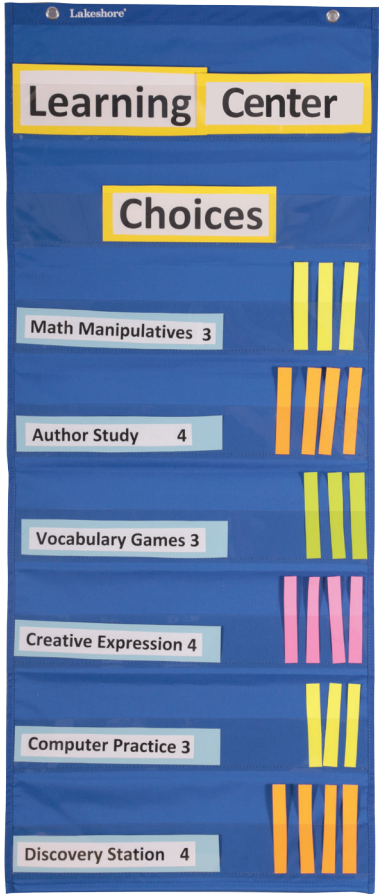 Lakeshore
Learning Center
Choices
Math Manipulatives 3
Author Study 4
Vocabulary Games 3
Creative Expression 4
Computer Practice 3
Discovery Station 4